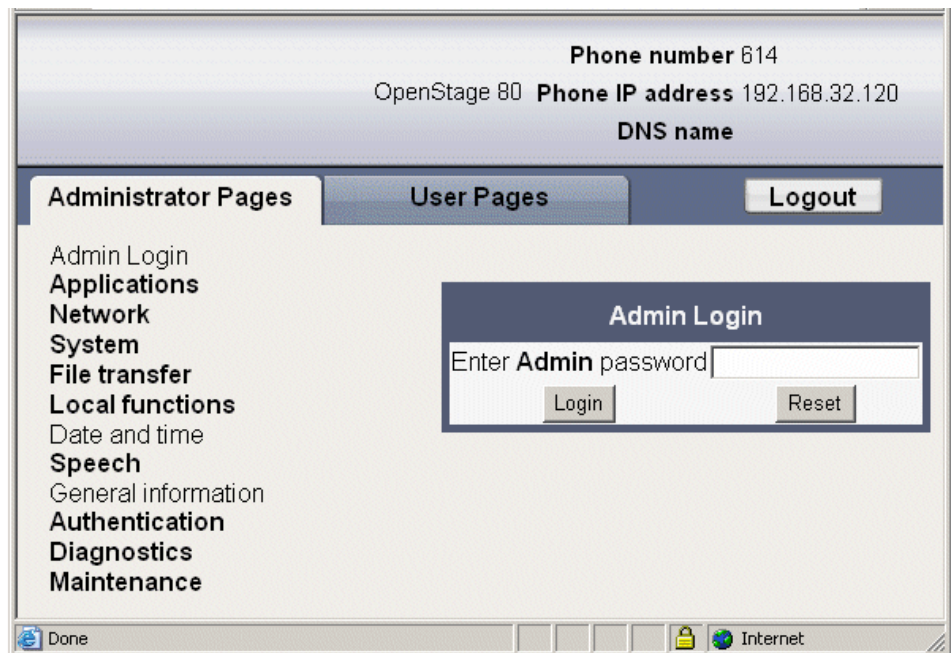 Phone number 614
OpenStage 80 Phone IP address 192.168.32.120
DNS name
Administrator Pages
User Pages
Logout
Admin Login
Applications
Network
System
File transfer
Local functions
Date and time
Speech
General information
Authentication
Diagnostics
Maintenance
Admin Login
Enter Admin password
Login
Reset
Done
Internet